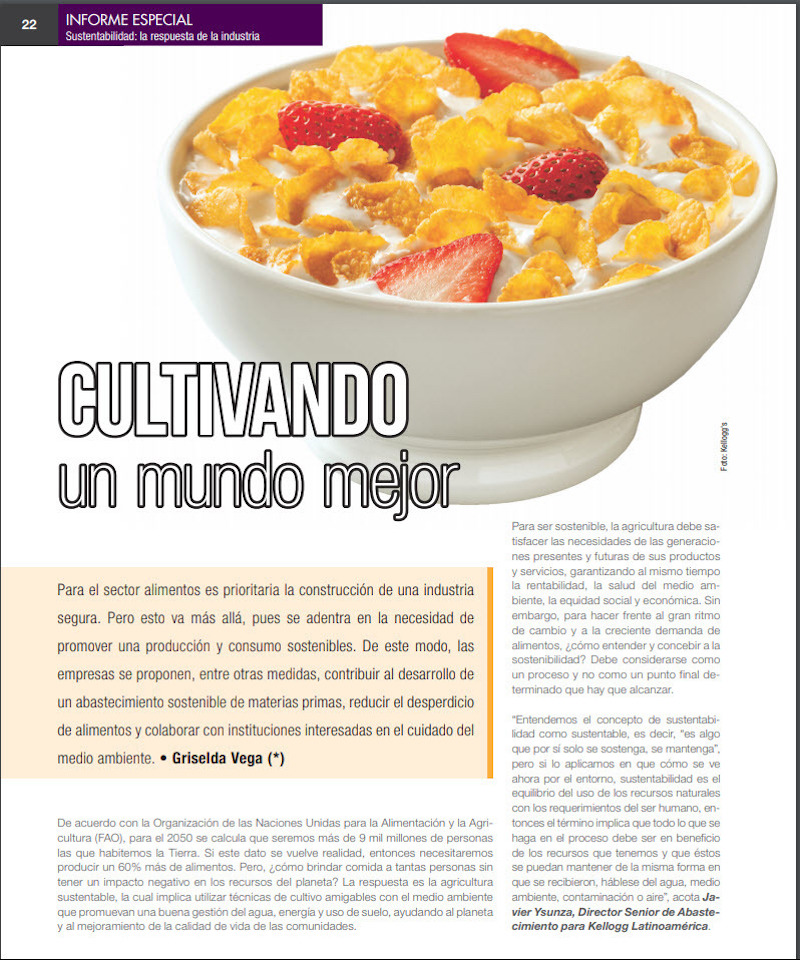 22
INFORME ESPECIAL
Sustentabilidad: la respuesta de la industria
CULTIVANDO
un mundo mejor
Foto: Kellogg's
Para el sector alimentos es prioritaria la construcción de una industria
segura. Pero esto va más allá, pues se adentra en la necesidad de
promover una producción y consumo sostenibles. De este modo, las
empresas se proponen, entre otras medidas, contribuir al desarrollo de
un abastecimiento sostenible de materias primas, reducir el desperdicio
de alimentos y colaborar con instituciones interesadas en el cuidado del
medio ambiente. • Griselda Vega (*)
De acuerdo con la Organización de las Naciones Unidas para la Alimentación y la Agri-
cultura (FAO), para el 2050 se calcula que seremos más de 9 mil millones de personas
las que habitemos la Tierra. Si este dato se vuelve realidad, entonces necesitaremos
producir un 60% más de alimentos. Pero, ¿cómo brindar comida a tantas personas sin
tener un impacto negativo en los recursos del planeta? La respuesta es la agricultura
sustentable, la cual implica utilizar técnicas de cultivo amigables con el medio ambiente
que promuevan una buena gestión del agua, energía y uso de suelo, ayudando al planeta
y al mejoramiento de la calidad de vida de las comunidades.
Para ser sostenible, la agricultura debe sa-
tisfacer las necesidades de las generacio-
nes presentes y futuras de sus productos
y servicios, garantizando al mismo tiempo
la rentabilidad, la salud del medio am-
biente, la equidad social y económica. Sin
embargo, para hacer frente al gran ritmo
de cambio y a la creciente demanda de
alimentos, ¿cómo entender y concebir a la
sostenibilidad? Debe considerarse como
un proceso y no como un punto final de-
terminado que hay que alcanzar.
“Entendemos el concepto de sustentabi-
lidad como sustentable, es decir, “es algo
que por sí solo se sostenga, se mantenga”,
pero si lo aplicamos en que cómo se ve
ahora por el entorno, sustentabilidad es el
equilibrio del uso de los recursos naturales
con los requerimientos del ser humano, en-
tonces el término implica que todo lo que se
haga en el proceso debe ser en beneficio
de los recursos que tenemos y que éstos
se puedan mantener de la misma forma en
que se recibieron, háblese del agua, medio
ambiente, contaminación o aire”, acota Ja-
vier Ysunza, Director Senior de Abaste-
cimiento para Kellogg Latinoamérica.